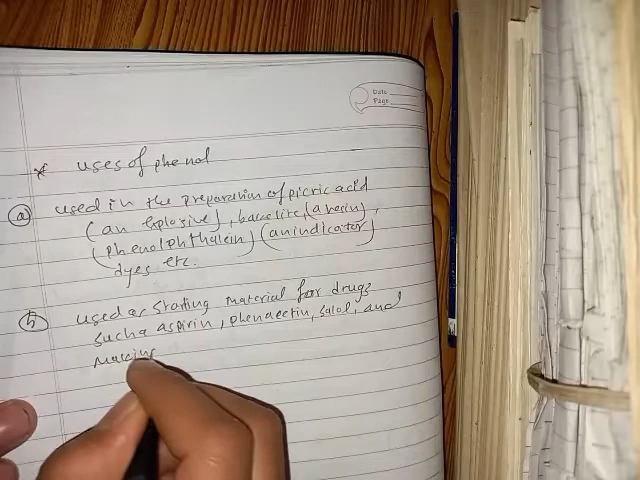 Date
Page
* uses of phenol
(a) used in the preparation of picric acid
(an explosive), bakelite, (a resin),
(phenolphthalein) (an indicator)
dyes etc.
(b) used as starting material for drugs
such a aspirin, phenacetin, salol, and
making